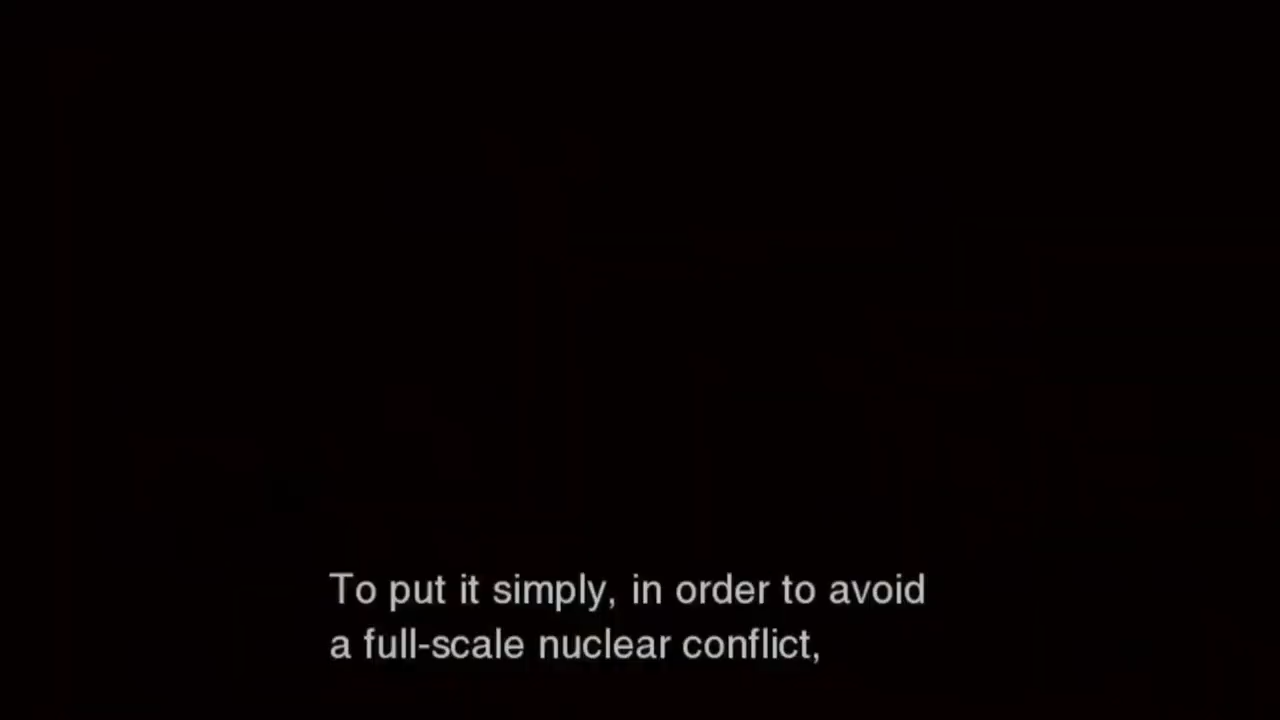 To put it simply, in order to avoid
a full-scale nuclear conflict,